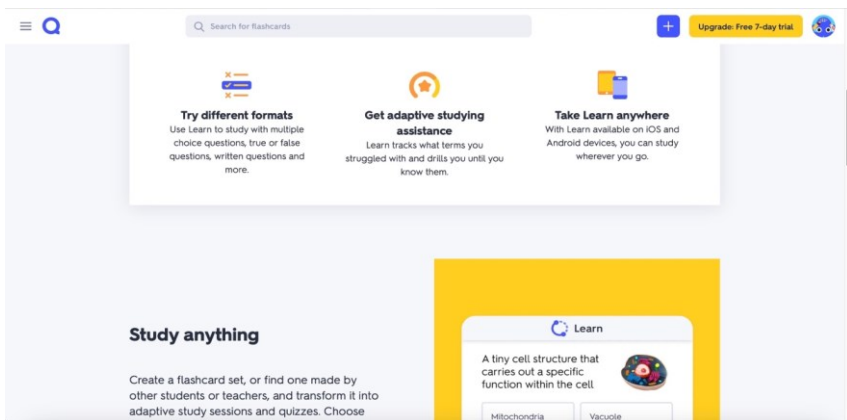 Search for flashcards
Upgrade: Free 7-day trial
Try different formats
Use Learn to study with multiple
choice questions, true or false
questions, written questions and
more.
Get adaptive studying
assistance
Learn tracks what terms you
struggled with and drills you until you
know them.
Take Learn anywhere
With Learn available on iOS and
Android devices, you can study
wherever you go.
Study anything
Create a flashcard set, or find one made by
other students or teachers, and transform it into
adaptive study sessions and quizzes. Choose
Learn
A tiny cell structure that
carries out a specific
function within the cell
Mitochondria
Vacuole